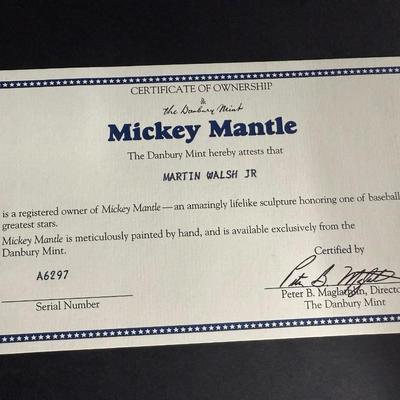 CERTIFICATE OF OWNERSHIP
&
the Danbury Mint
Mickey Mantle
The Danbury Mint hereby attests that
MARTIN WALSH JR
is a registered owner of Mickey Mantle—an amazingly lifelike sculpture honoring one of baseball
greatest stars.
Mickey Mantle is meticulously painted by hand, and is available exclusively from the
Danbury Mint.
Certified by
A6297
Peter B. Maglathlin, Directo
Serial Number
The Danbury Mint